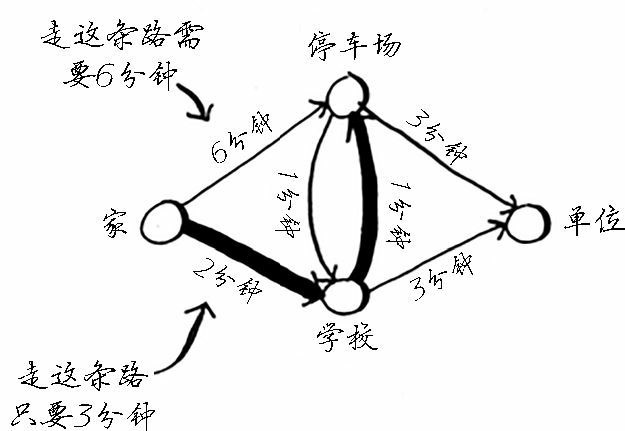 走这条路需
要6分钟
停车场
6分钟
3分钟
1分钟
1分钟
家
单位
2分钟
3分钟
学校
走这条路
只要3分钟